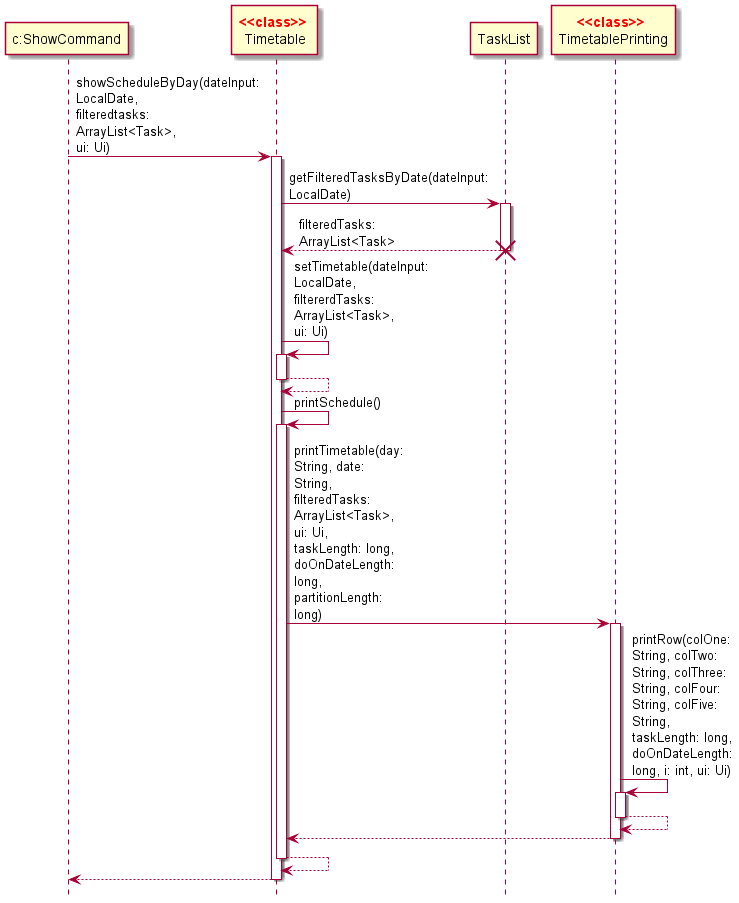 c:ShowCommand
<<class>>
Timetable
TaskList
<<class>>
TimetablePrinting
showScheduleByDay(dateInput:
LocalDate,
filteredtasks:
ArrayList<Task>,
ui: Ui)
getFilteredTasksByDate(dateInput:
LocalDate)
filteredTasks:
ArrayList<Task>
setTimetable(dateInput:
LocalDate,
filtererdTasks:
ArrayList<Task>,
ui: Ui)
printSchedule()
printTimetable(day:
String, date:
String,
filteredTasks:
ArrayList<Task>,
ui: Ui,
taskLength: long,
doOnDateLength:
long,
partitionLength:
long)
printRow(colOne:
String, colTwo:
String, colThree:
String, colFour:
String, colFive:
String,
taskLength: long,
doOnDateLength:
long, i: int, ui: Ui)